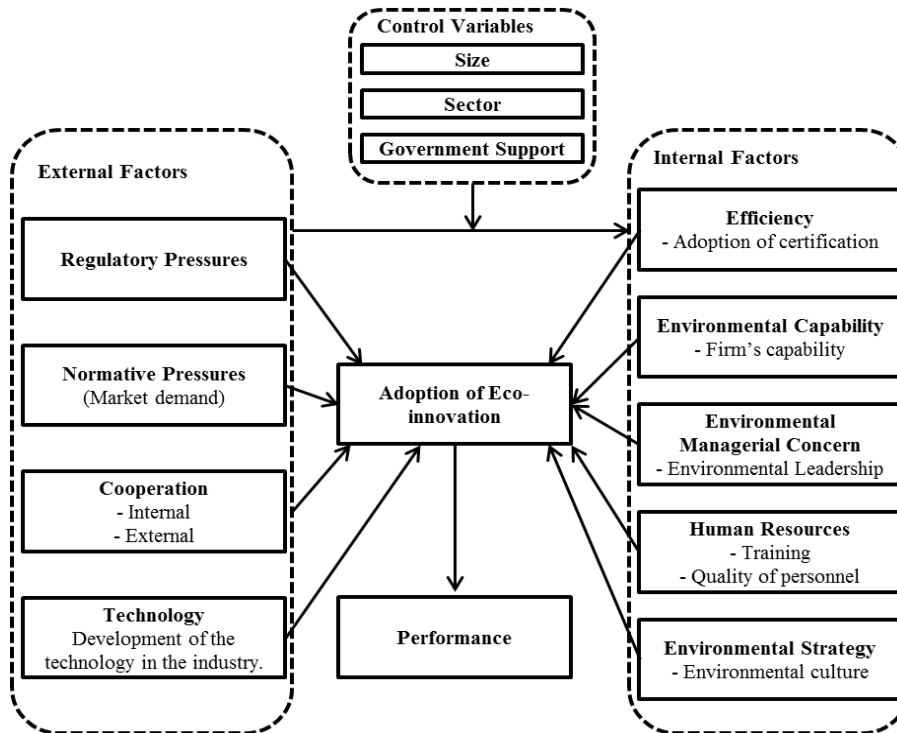 Control Variables
Size
Sector
Government Support
External Factors
Regulatory Pressures
Normative Pressures
(Market demand)
Cooperation
- Internal
- External
Technology
Development of the
technology in the industry.
Adoption of Eco-
innovation
Performance
Internal Factors
Efficiency
- Adoption of certification
Environmental Capability
- Firm's capability
Environmental
Managerial Concern
- Environmental Leadership
Human Resources
- Training
- Quality of personnel
Environmental Strategy
- Environmental culture